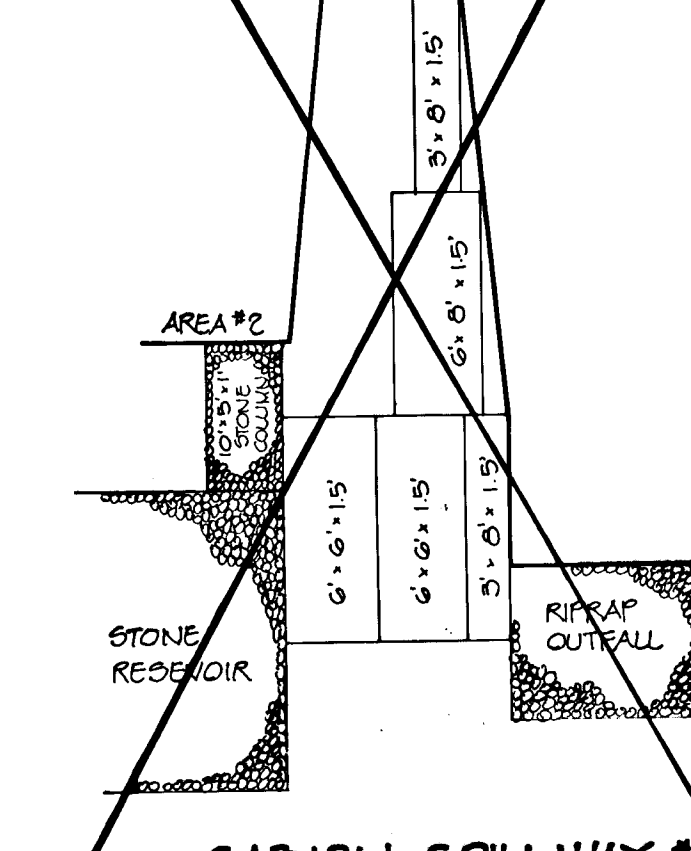 3' x 8' x 1.5'
6' x 8' x 1.5'
AREA #2
10' x 5' x 1'
STONE
COLUMN
6' x 6' x 1.5'
6' x 6' x 1.5'
3' x 8' x 1.5'
RIPRAP
OUTFALL
STONE
RESEVOIR